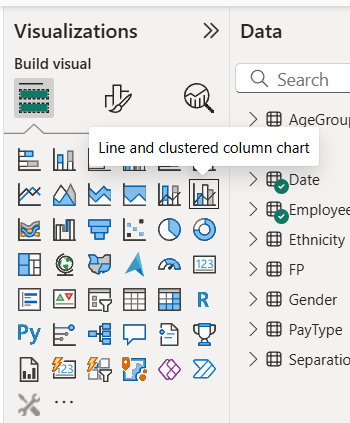 Visualizations
Data
Build visual
Search
AgeGroup
Line and clustered column chart
Date
Employee
Ethnicity
FP
Gender
PayType
Separatio
123
R
Py
123